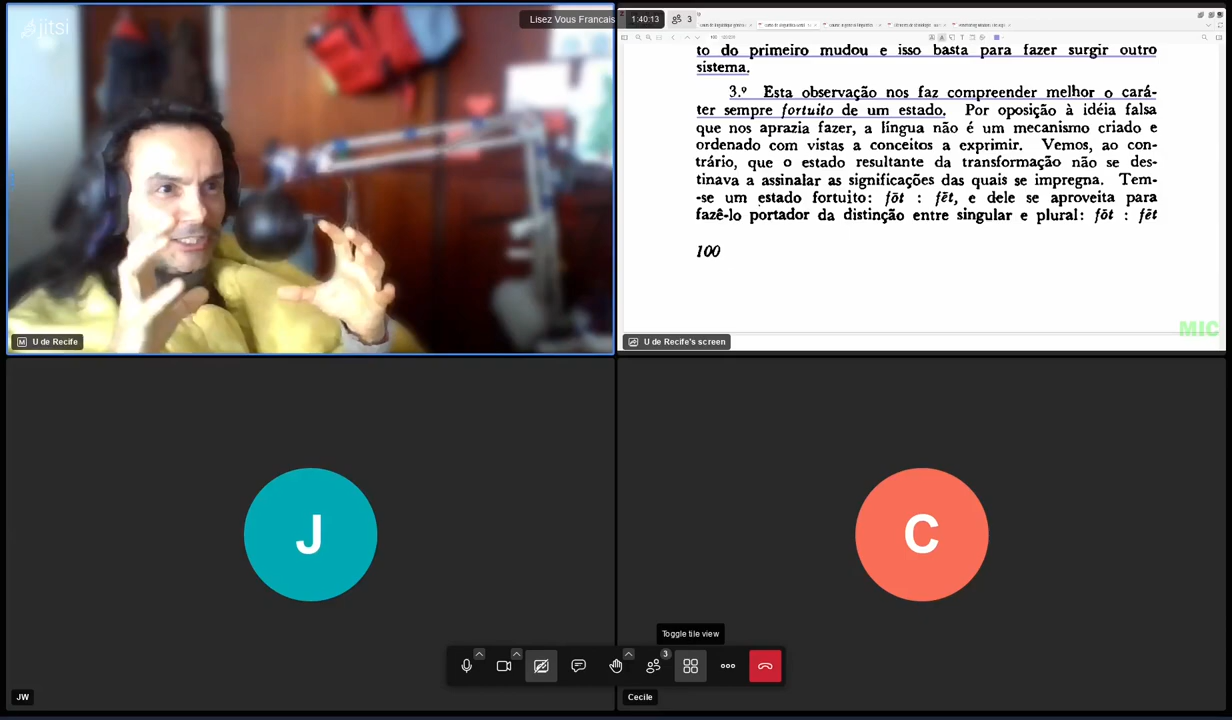 jitsi
Lisez Vous Francais
1:40:13
3
to do primeiro mudou e isso basta para fazer surgir outro
sistema.
3.º Esta observação nos faz compreender melhor o cará-
ter sempre fortuito de um estado. Por oposição à idéia falsa
que nos aprazia fazer, a língua não é um mecanismo criado e
ordenado com vistas a conceitos a exprimir. Vemos, ao con-
trário, que o estado resultante da transformação não se des-
tinava a assinalar as significações das quais se impregna. Tem-
-se um estado fortuito: fōt : fēt, e dele se aproveita para
fazê-lo portador da distinção entre singular e plural: fōt : fēt
100
MIC
U de Recife
U de Recife's screen
J
C
Toggle tile view
3
JW
Cecile